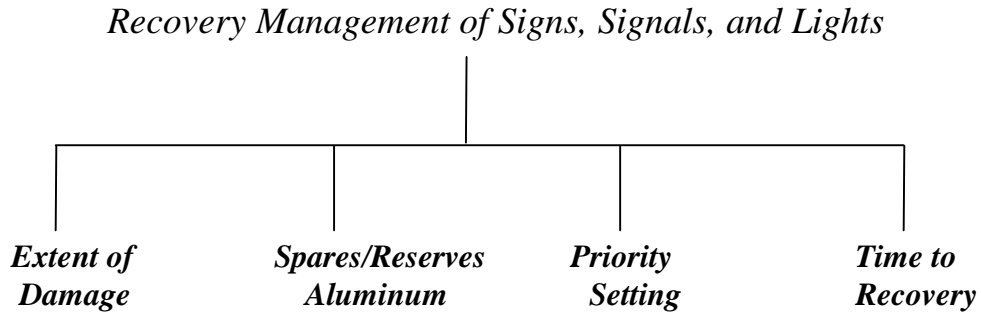 Recovery Management of Signs, Signals, and Lights
Extent of
Damage
Spares/Reserves
Aluminum
Priority
Setting
Time to
Recovery